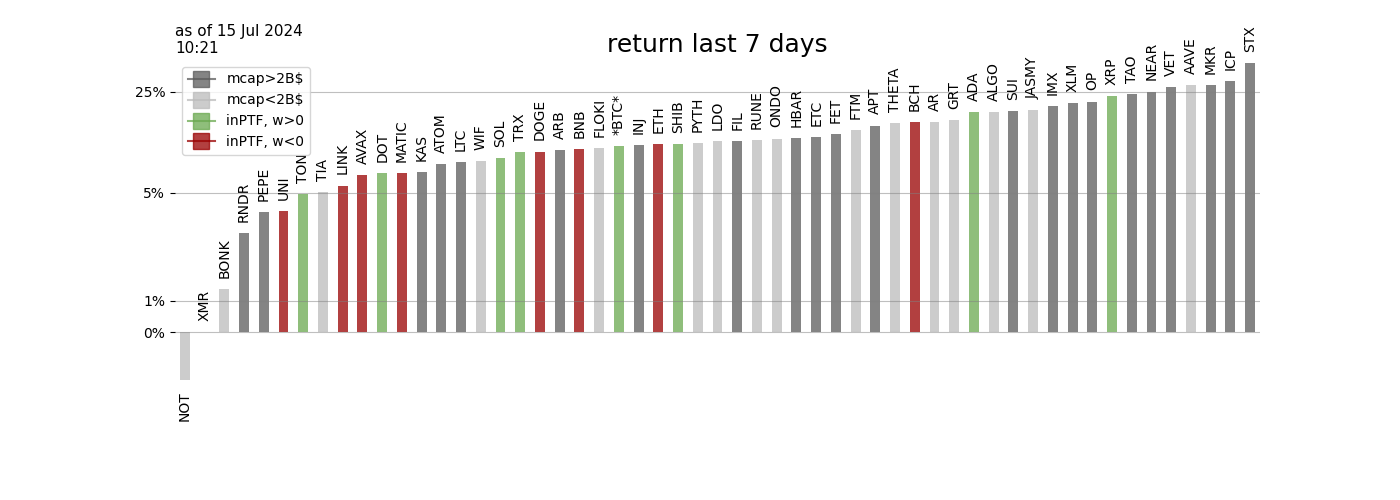 as of 15 Jul 2024
10:21
return last 7 days
mcap>2B$
mcap<2B$
inPTF, w>0
inPTF, w<0
25%
5%
1%
0%
NOT
XMR
BONK
RNDR
PEPE
UNI
TON
TIA
LINK
AVAX
DOT
MATIC
KAS
ATOM
LTC
WIF
SOL
TRX
DOGE
ARB
BNB
FLOKI
*BTC*
INJ
ETH
SHIB
PYTH
LDO
FIL
RUNE
ONDO
HBAR
ETC
FET
FTM
APT
THETA
BCH
AR
GRT
ADA
ALGO
SUI
JASMY
IMX
XLM
OP
XRP
TAO
NEAR
VET
AAVE
MKR
ICP
STX